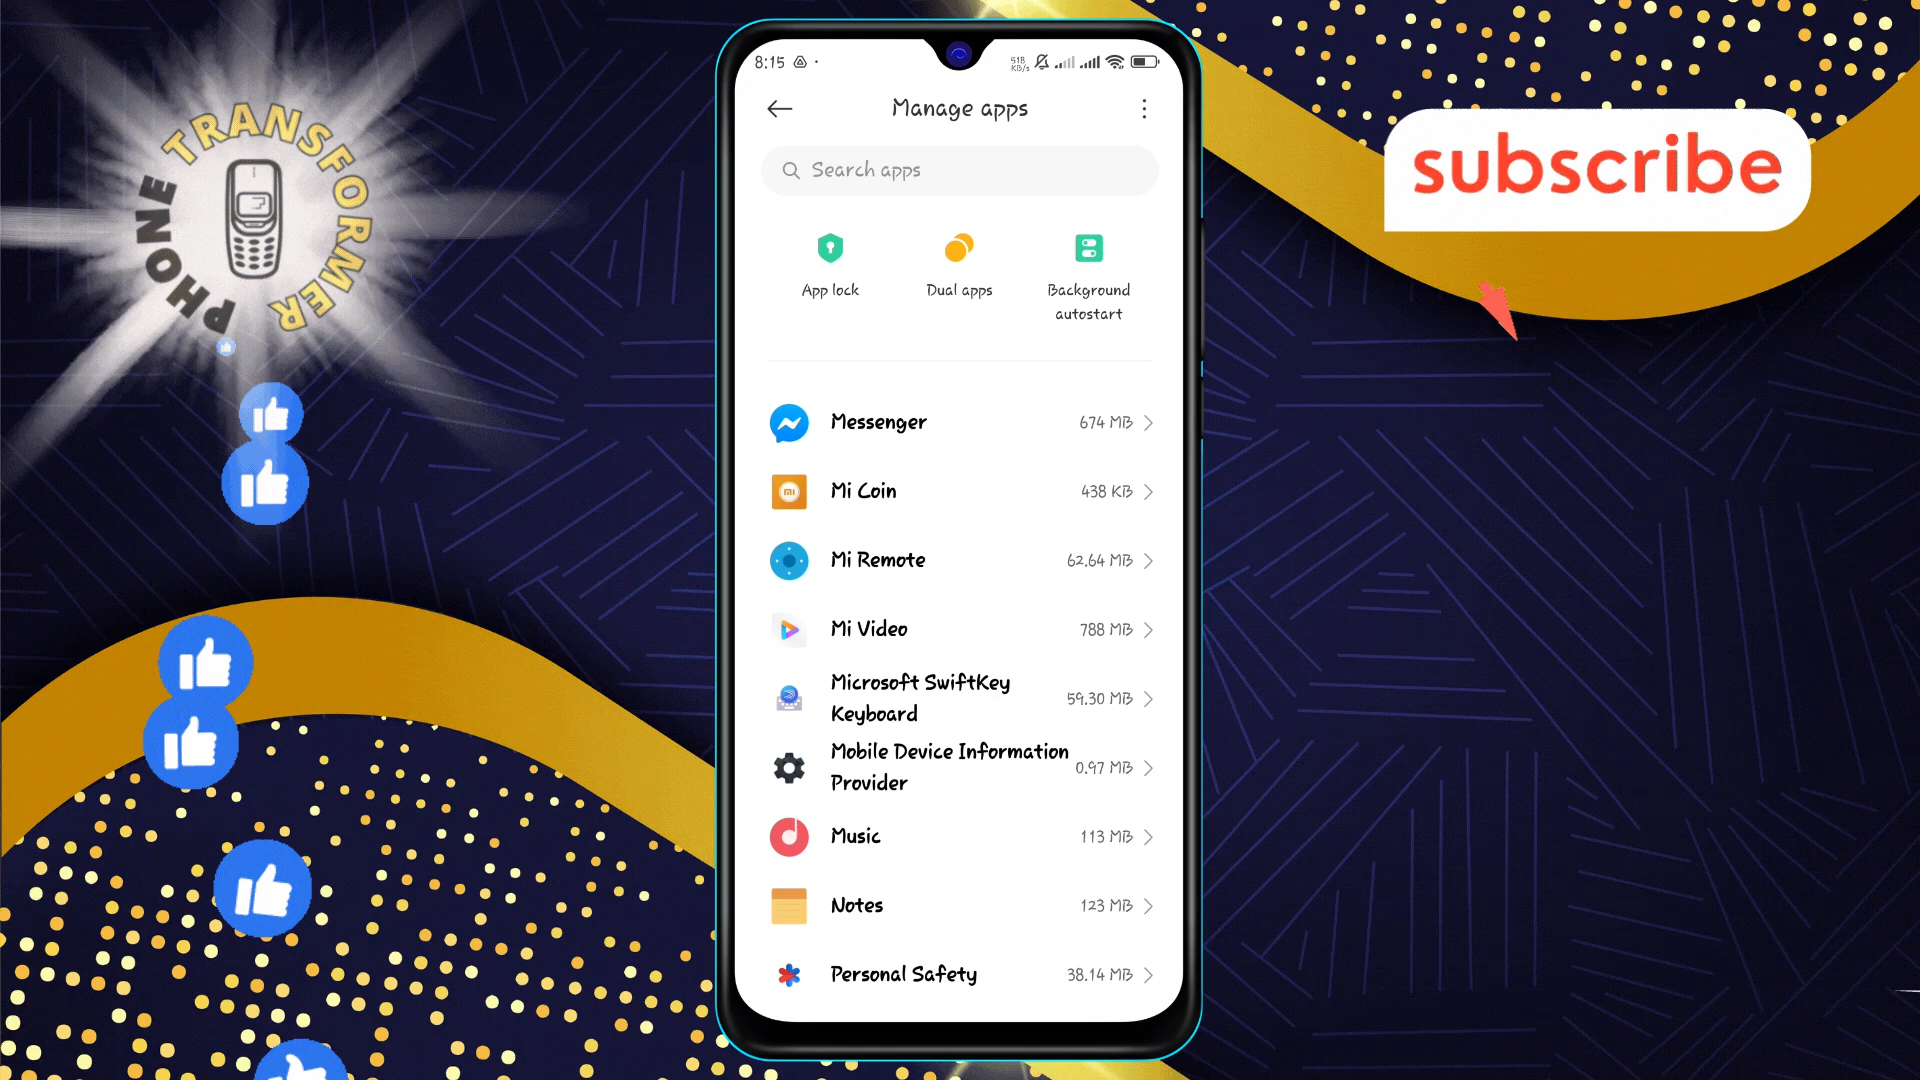 PHONE TRANSFORMER
8:15
518
KB/s
Manage apps
Search apps
App lock
Dual apps
Background
autostart
Messenger
674 MB
Mi Coin
438 KB
Mi Remote
62.64 MB
Mi Video
788 MB
Microsoft SwiftKey
Keyboard
59.30 MB
Mobile Device Information
Provider
0.97 MB
Music
113 MB
Notes
123 MB
Personal Safety
38.14 MB
subscribe